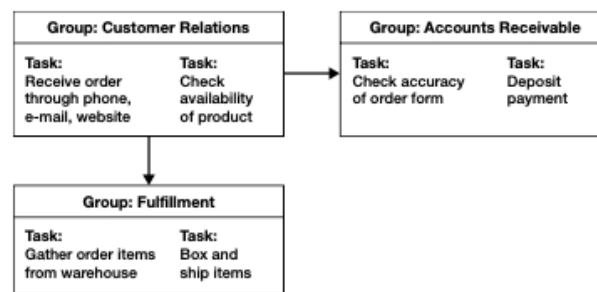 Group: Customer Relations
Task:
Receive order
through phone,
e-mail, website
Task:
Check
availability
of product
Group: Accounts Receivable
Task:
Check accuracy
of order form
Task:
Deposit
payment
Group: Fulfillment
Task:
Gather order items
from warehouse
Task:
Box and
ship items